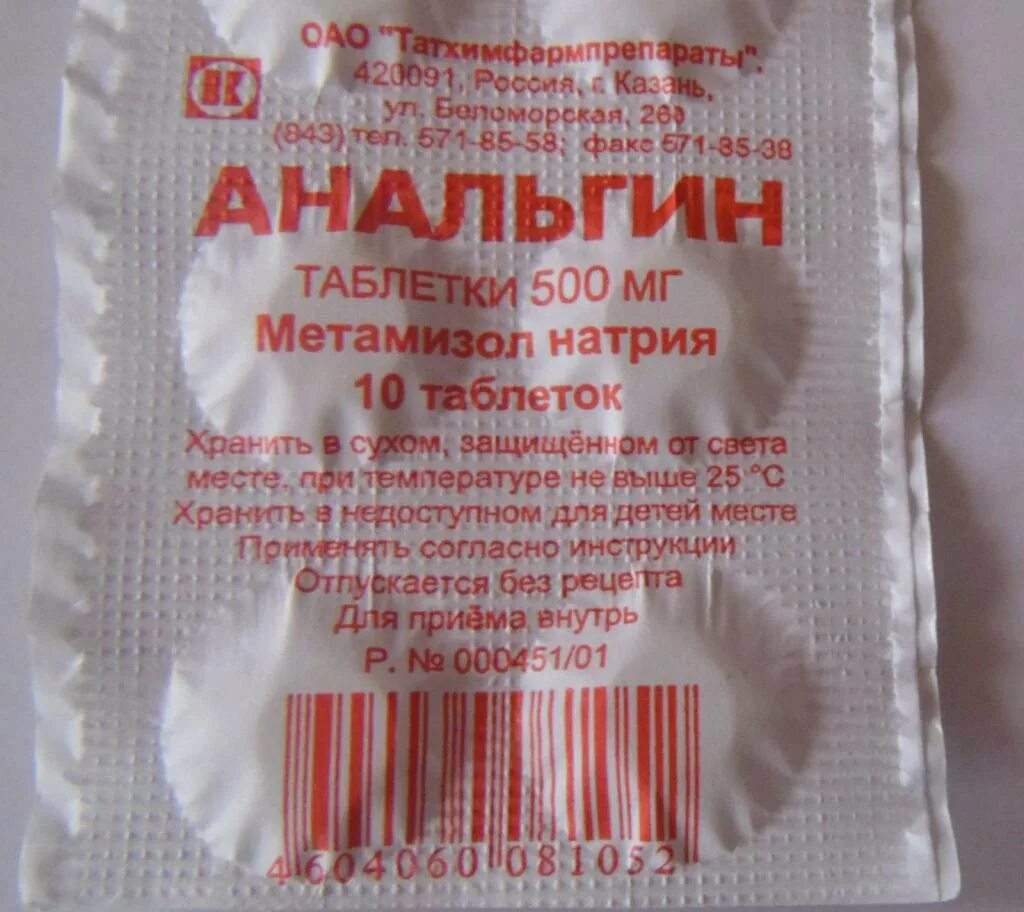 ОАО "Татхимфармпрепараты".
420091, Россия, г. Казань,
ул. Беломорская, 260
(843) тел. 571-85-58; факс 571-85-38
АНАЛЬГИН
ТАБЛЕТКИ 500 МГ
Метамизол натрия
10 таблеток
Хранить в сухом, защищённом от света
месте, при температуре не выше 25 °С
Хранить в недоступном для детей месте
Применять согласно инструкции
Отпускается без рецепта
Для приёма внутрь
Р. № 000451/01
4 604060 081052